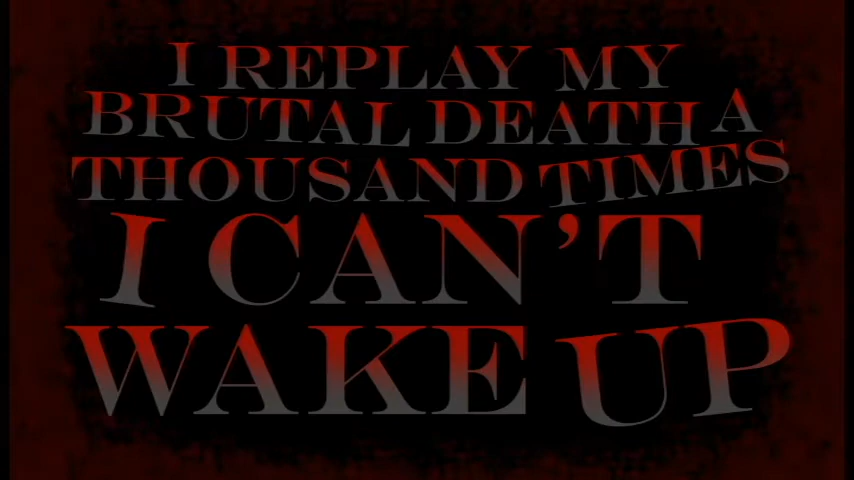 I REPLAY MY
BRUTAL DEATH A
THOUSAND TIMES
I CAN'T
WAKE UP